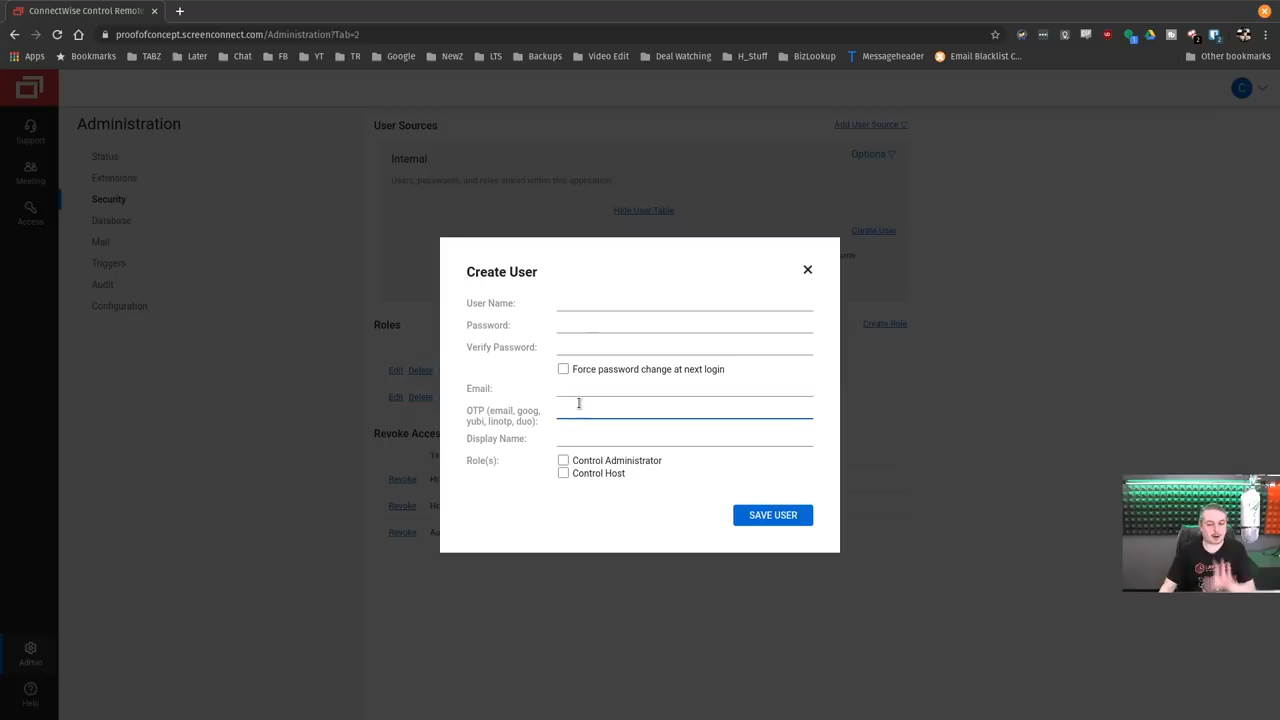 ConnectWise Control Remote
proofofconcept.screenconnect.com/Administration?Tab=2
Apps Bookmarks TABZ Later Chat FB YT TR Google NewZ LTS Backups Video Edit Deal Watching H_Stuff BizLookup Messageheader Email Blacklist C... Other bookmarks
C
Support
Meeting
Access
Admin
Help
Administration
Status
Extensions
Security
Database
Mail
Triggers
Audit
Configuration
User Sources
Add User Source
Internal
Options
Users, passwords, and roles stored within this application
Hide User Table
Create User
Roles
Create Role
Edit Delete
Edit Delete
Revoke Acces
Revoke
Revoke
Revoke
Create User
User Name:
Password:
Verify Password:
Force password change at next login
Email:
OTP (email, goog,
yubi, linotp, duo):
Display Name:
Role(s):
Control Administrator
Control Host
SAVE USER